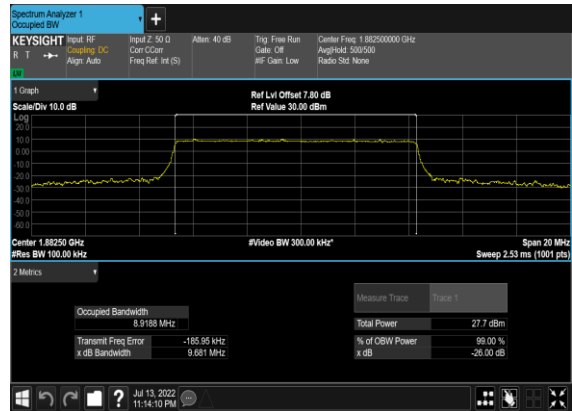 Spectrum Analyzer 1
Occupied BW
KEYSIGHT
R T
LW
Input: RF
Coupling: DC
Align: Auto
Input Z: 50 Ω
Corr CCorr
Freq Ref: Int (S)
Atten: 40 dB
Trig: Free Run
Gate: Off
#IF Gain: Low
Center Freq: 1.882500000 GHz
Avg|Hold: 500/500
Radio Std: None
1 Graph
Scale/Div 10.0 dB
Ref Lvl Offset 7.80 dB
Ref Value 30.00 dBm
Log
20.0
10.0
0.00
-10.0
-20.0
-30.0
-40.0
-50.0
-60.0
Center 1.88250 GHz
#Res BW 100.00 kHz
#Video BW 300.00 kHz*
Span 20 MHz
Sweep 2.53 ms (1001 pts)
2 Metrics
Measure Trace Trace 1
Occupied Bandwidth
8.9188 MHz
Total Power 27.7 dBm
Transmit Freq Error -185.95 kHz
% of OBW Power 99.00 %
x dB Bandwidth 9.681 MHz
x dB -26.00 dB
?
Jul 13, 2022
11:14:10 PM